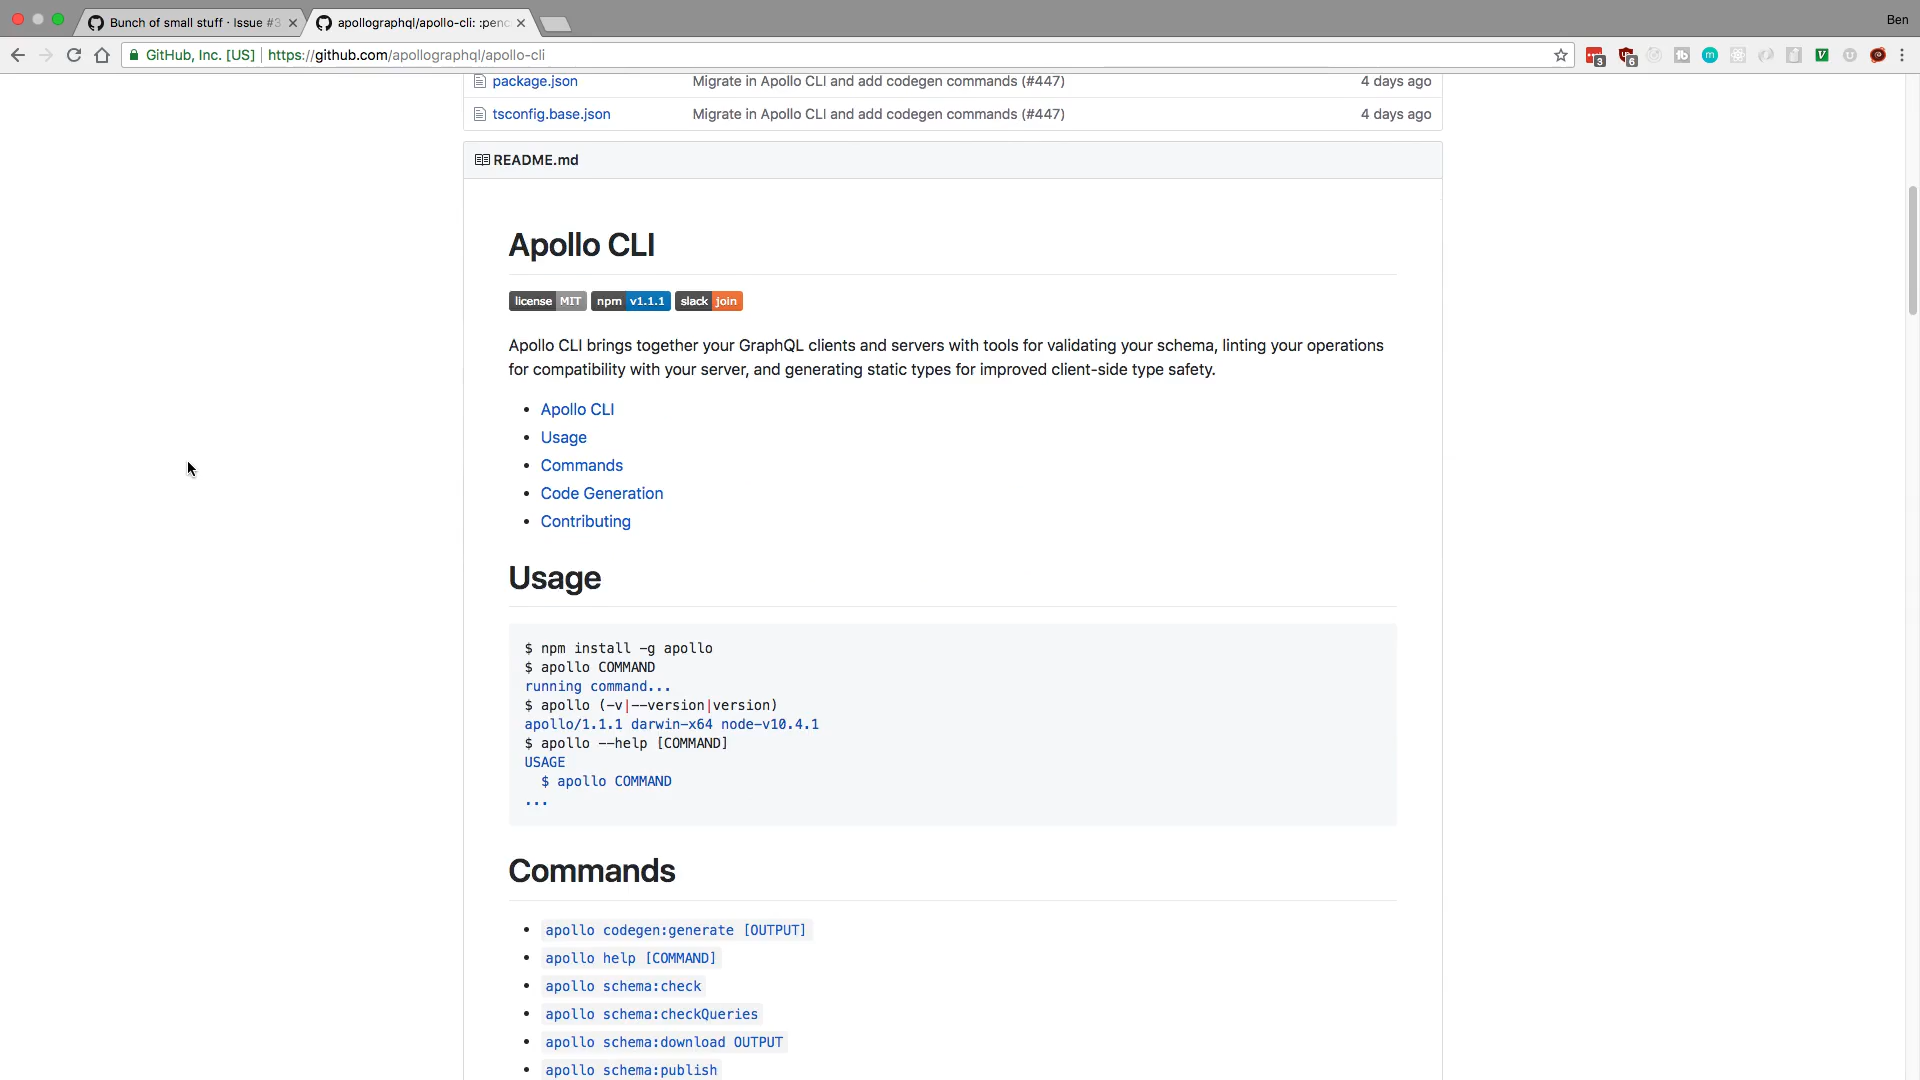 Bunch of small stuff · Issue #3
apollographql/apollo-cli: :penc
Ben
GitHub, Inc. [US]
https://github.com/apollographql/apollo-cli
3
6
package.json
Migrate in Apollo CLI and add codegen commands (#447)
4 days ago
tsconfig.base.json
Migrate in Apollo CLI and add codegen commands (#447)
4 days ago
README.md
Apollo CLI
license MIT npm v1.1.1 slack join
Apollo CLI brings together your GraphQL clients and servers with tools for validating your schema, linting your operations
for compatibility with your server, and generating static types for improved client-side type safety.
Apollo CLI
Usage
Commands
Code Generation
Contributing
Usage
$ npm install -g apollo
$ apollo COMMAND
running command...
$ apollo (-v|--version|version)
apollo/1.1.1 darwin-x64 node-v10.4.1
$ apollo --help [COMMAND]
USAGE
$ apollo COMMAND
...
Commands
apollo codegen:generate [OUTPUT]
apollo help [COMMAND]
apollo schema:check
apollo schema:checkQueries
apollo schema:download OUTPUT
apollo schema:publish